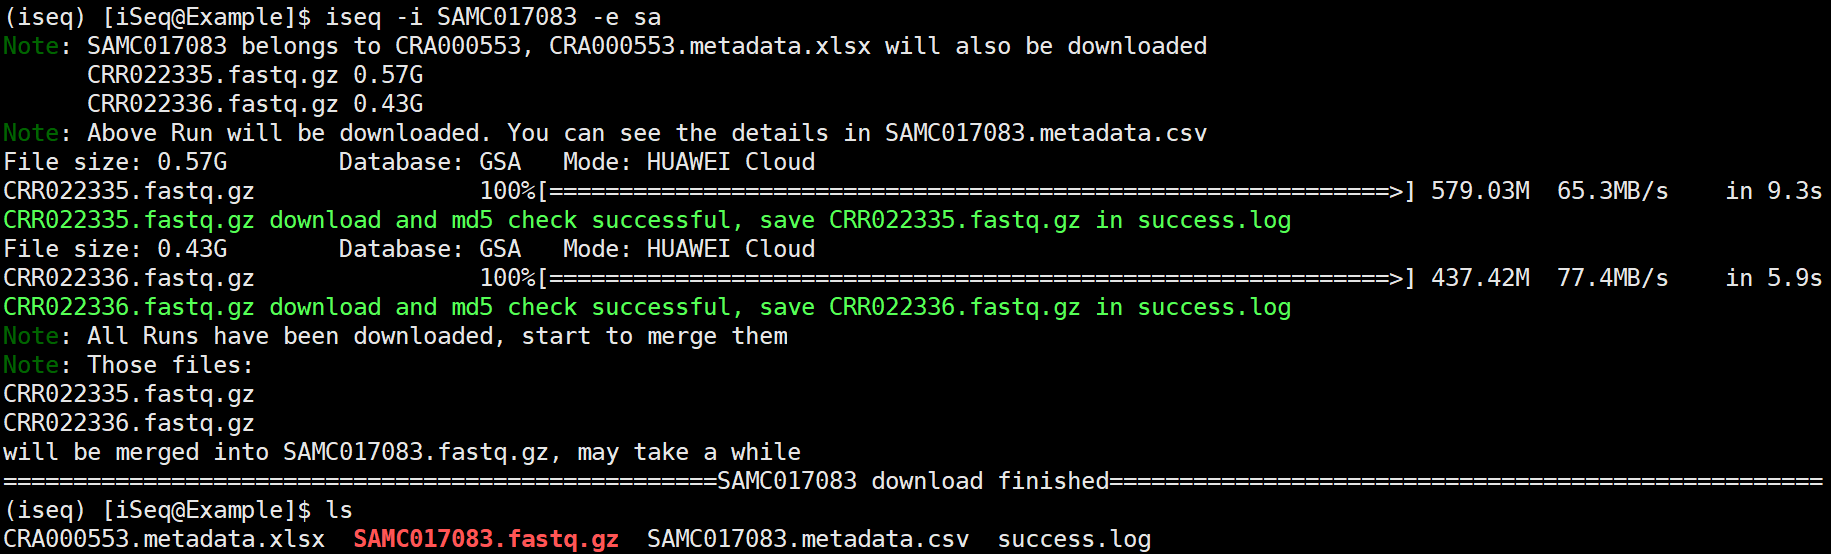 (iseq) [iSeq@Example]$ iseq -i SAMC017083 -e sa
Note: SAMC017083 belongs to CRA000553, CRA000553.metadata.xlsx will also be downloaded
      CRR022335.fastq.gz 0.57G
      CRR022336.fastq.gz 0.43G
Note: Above Run will be downloaded. You can see the details in SAMC017083.metadata.csv
File size: 0.57G        Database: GSA   Mode: HUAWEI Cloud
CRR022335.fastq.gz                100%[============================================================>] 579.03M  65.3MB/s    in 9.3s
CRR022335.fastq.gz download and md5 check successful, save CRR022335.fastq.gz in success.log
File size: 0.43G        Database: GSA   Mode: HUAWEI Cloud
CRR022336.fastq.gz                100%[============================================================>] 437.42M  77.4MB/s    in 5.9s
CRR022336.fastq.gz download and md5 check successful, save CRR022336.fastq.gz in success.log
Note: All Runs have been downloaded, start to merge them
Note: Those files:
CRR022335.fastq.gz
CRR022336.fastq.gz
will be merged into SAMC017083.fastq.gz, may take a while
===================================================SAMC017083 download finished===================================================
(iseq) [iSeq@Example]$ ls
CRA000553.metadata.xlsx  SAMC017083.fastq.gz  SAMC017083.metadata.csv  success.log